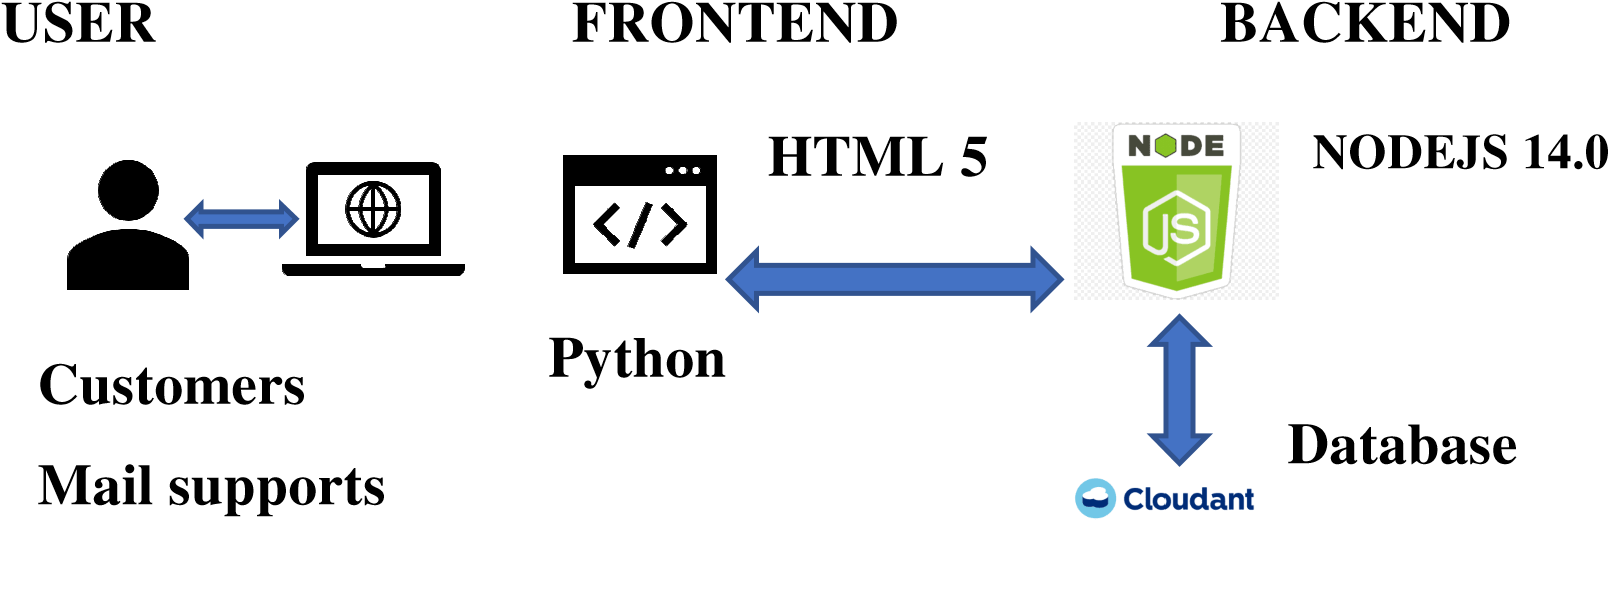 USER
FRONTEND
BACKEND
HTML 5
NODE
JS
NODEJS 14.0
</>
Python
Customers
Mail supports
Database
Cloudant